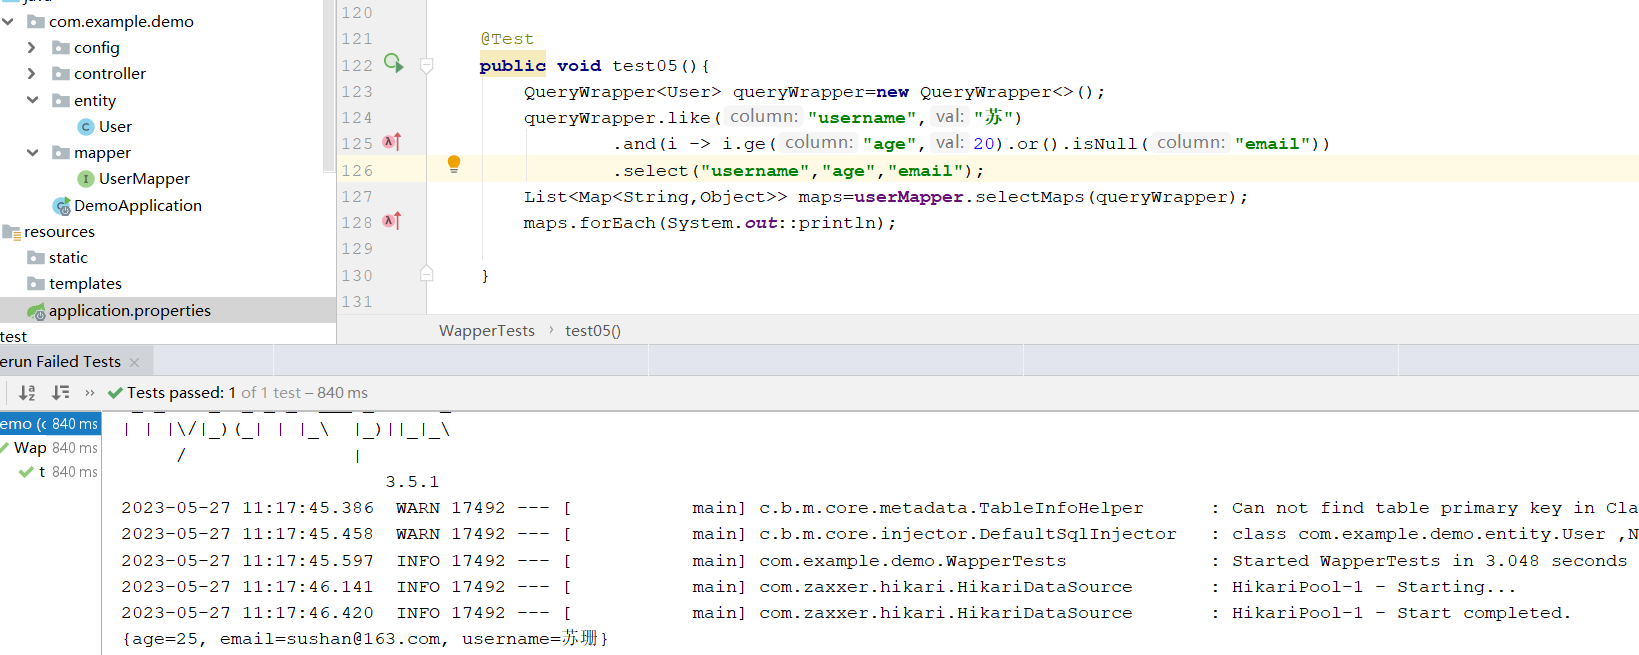 com.example.demo
config
controller
entity
User
mapper
UserMapper
DemoApplication
resources
static
templates
application.properties
test
120
121 @Test
122 public void test05(){
123 QueryWrapper<User> queryWrapper=new QueryWrapper<>();
124 queryWrapper.like( column: "username", val: "苏")
125 .and(i -> i.ge( column: "age", val: 20).or().isNull( column: "email"))
126 .select("username","age","email");
127 List<Map<String,Object>> maps=userMapper.selectMaps(queryWrapper);
128 maps.forEach(System.out::println);
129
130 }
131
WapperTests › test05()
erun Failed Tests ×
Tests passed: 1 of 1 test – 840 ms
emo (c 840 ms
Wap 840 ms
t 840 ms
| | |\/|_)(_| | |_\ |_)||_|_\
/ |
3.5.1
2023-05-27 11:17:45.386 WARN 17492 --- [ main] c.b.m.core.metadata.TableInfoHelper : Can not find table primary key in Cla
2023-05-27 11:17:45.458 WARN 17492 --- [ main] c.b.m.core.injector.DefaultSqlInjector : class com.example.demo.entity.User ,N
2023-05-27 11:17:45.597 INFO 17492 --- [ main] com.example.demo.WapperTests : Started WapperTests in 3.048 seconds
2023-05-27 11:17:46.141 INFO 17492 --- [ main] com.zaxxer.hikari.HikariDataSource : HikariPool-1 - Starting...
2023-05-27 11:17:46.420 INFO 17492 --- [ main] com.zaxxer.hikari.HikariDataSource : HikariPool-1 - Start completed.
{age=25, email=sushan@163.com, username=苏珊}